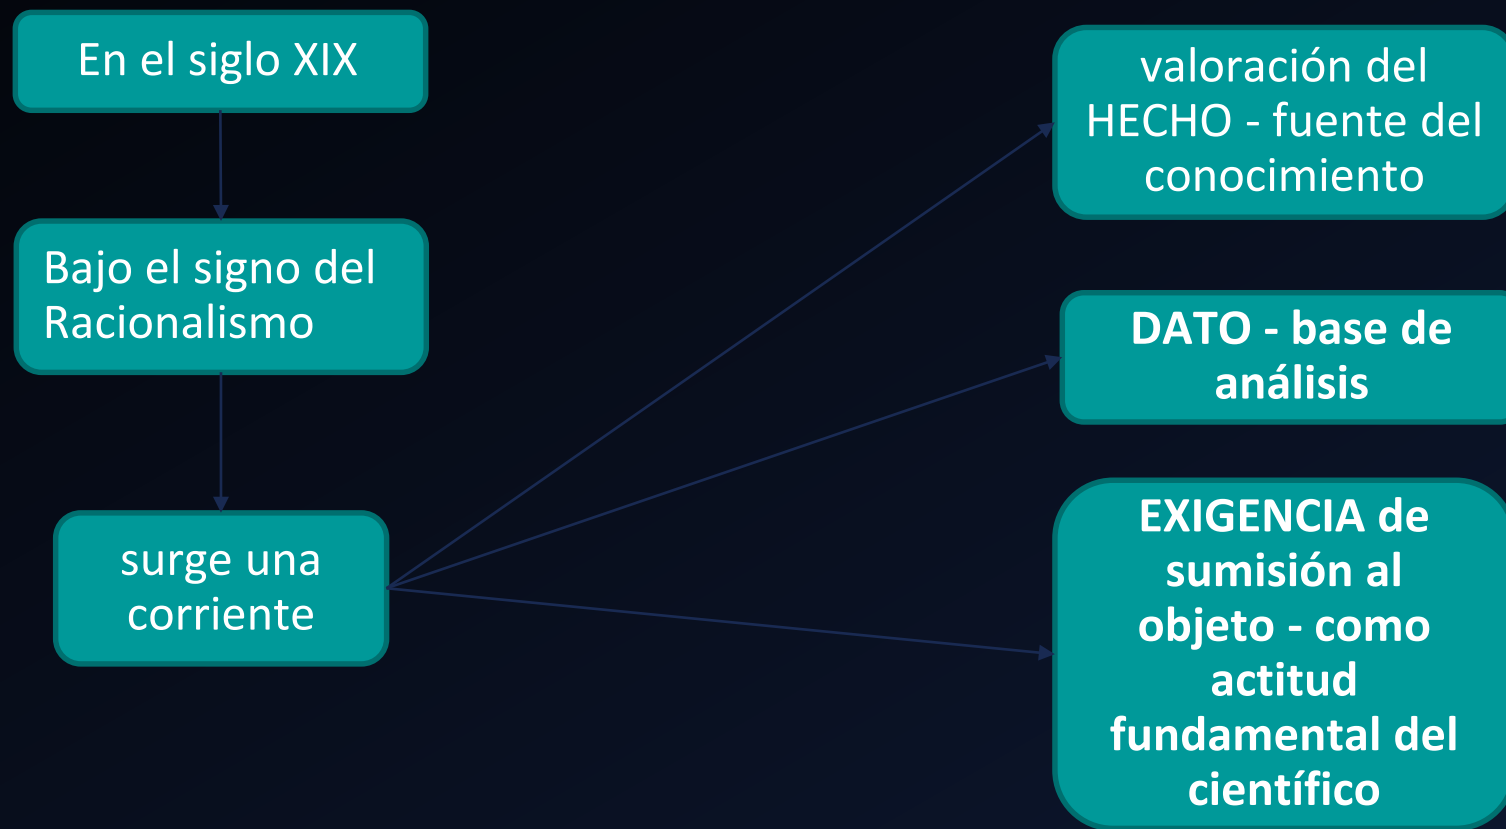 En el siglo XIX
Bajo el signo del
Racionalismo
surge una
corriente
valoración del
HECHO - fuente del
conocimiento
DATO - base de
análisis
EXIGENCIA de
sumisión al
objeto - como
actitud
fundamental del
científico